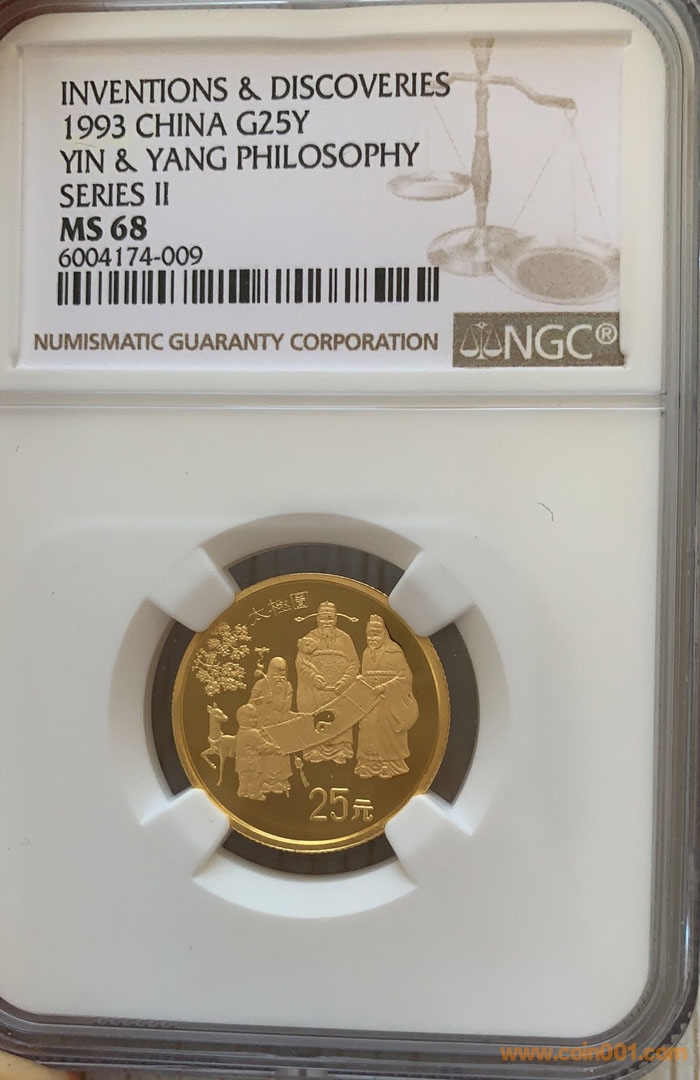 INVENTIONS & DISCOVERIES
1993 CHINA G25Y
YIN & YANG PHILOSOPHY
SERIES II
MS 68
6004174-009
NUMISMATIC GUARANTY CORPORATION
NGC®
太極圖
25元
www.coin001.com